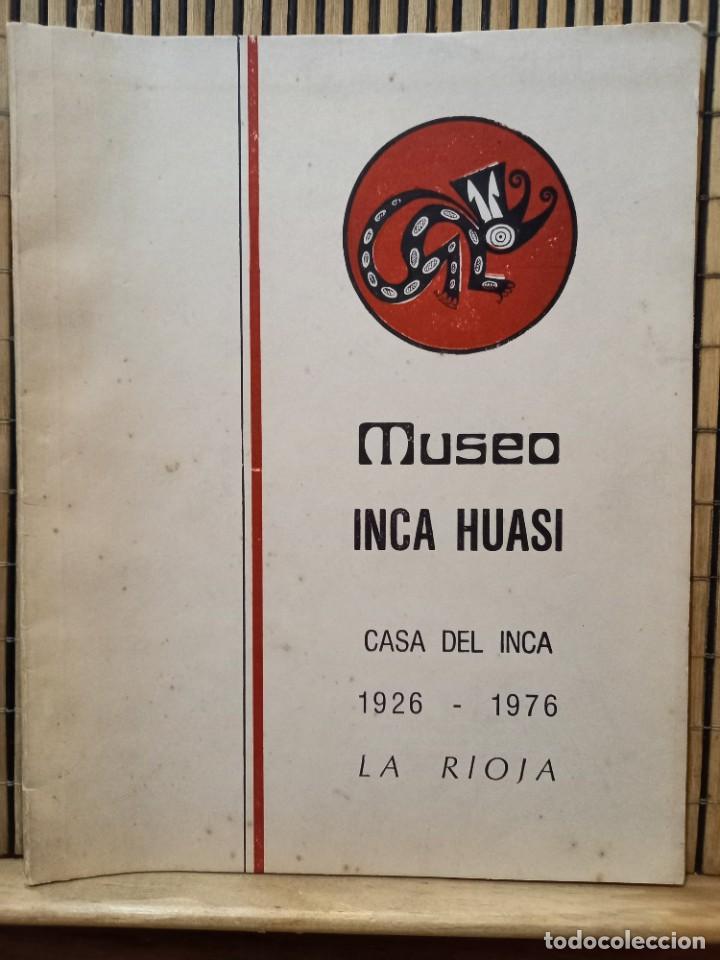 Museo
INCA HUASI
CASA DEL INCA
1926 - 1976
LA RIOJA
todocoleccion